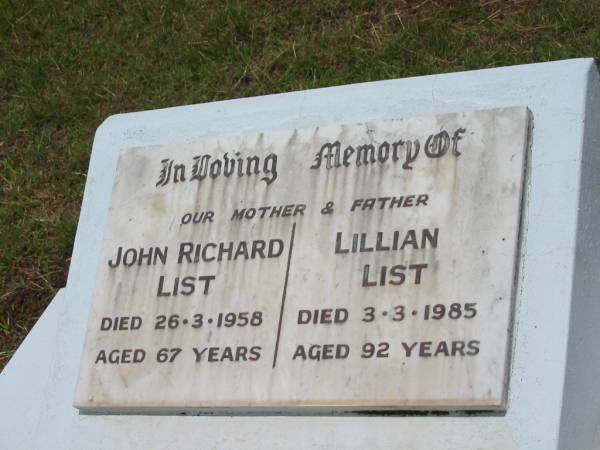 In Loving Memory Of
OUR MOTHER & FATHER
JOHN RICHARD
LIST
DIED 26·3·1958
AGED 67 YEARS
LILLIAN
LIST
DIED 3·3·1985
AGED 92 YEARS